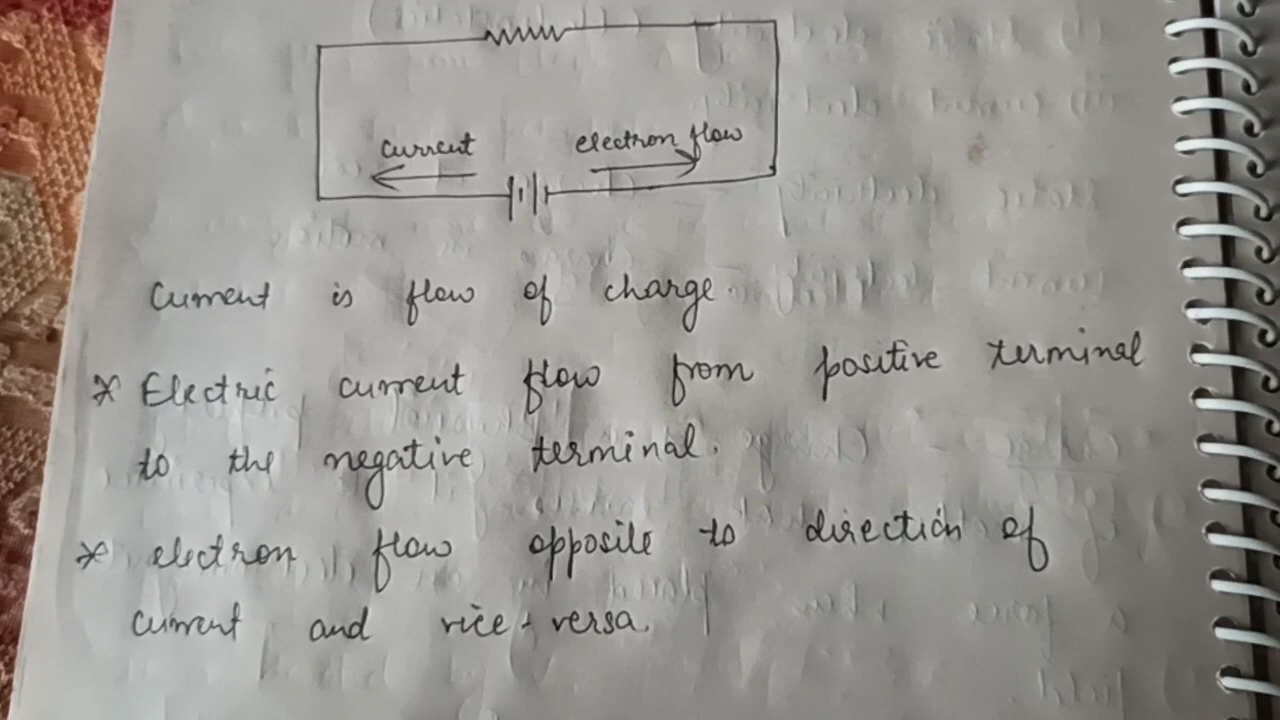 current
electron flow
Current is flow of charge.
* Electric current flow from positive terminal
to the negative terminal.
* electron flow opposite to direction of
current and vice-versa.